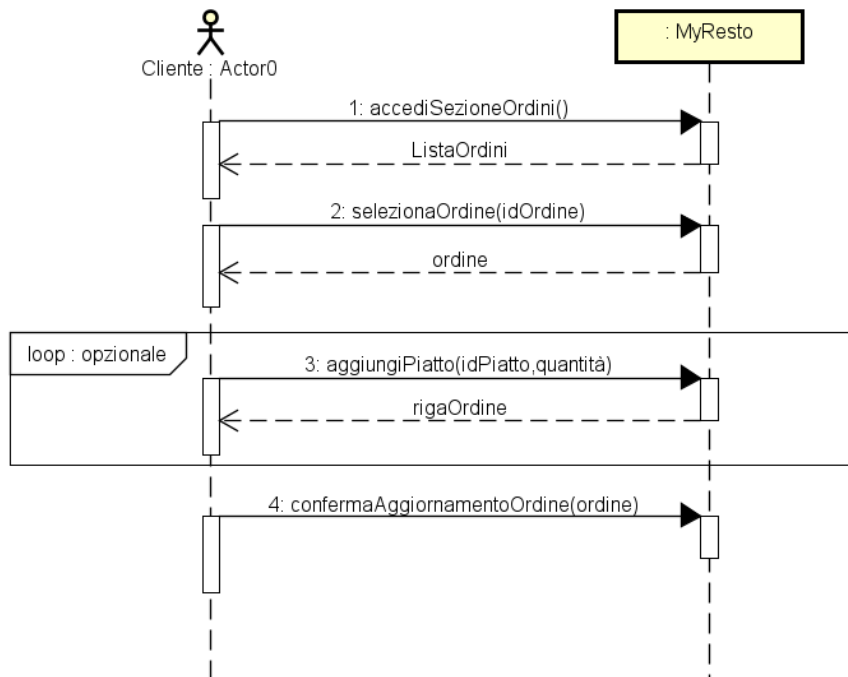 Cliente : Actor0
: MyResto
1: accediSezioneOrdini()
ListaOrdini
2: selezionaOrdine(idOrdine)
ordine
loop : opzionale
3: aggiungiPiatto(idPiatto,quantità)
rigaOrdine
4: confermaAggiornamentoOrdine(ordine)